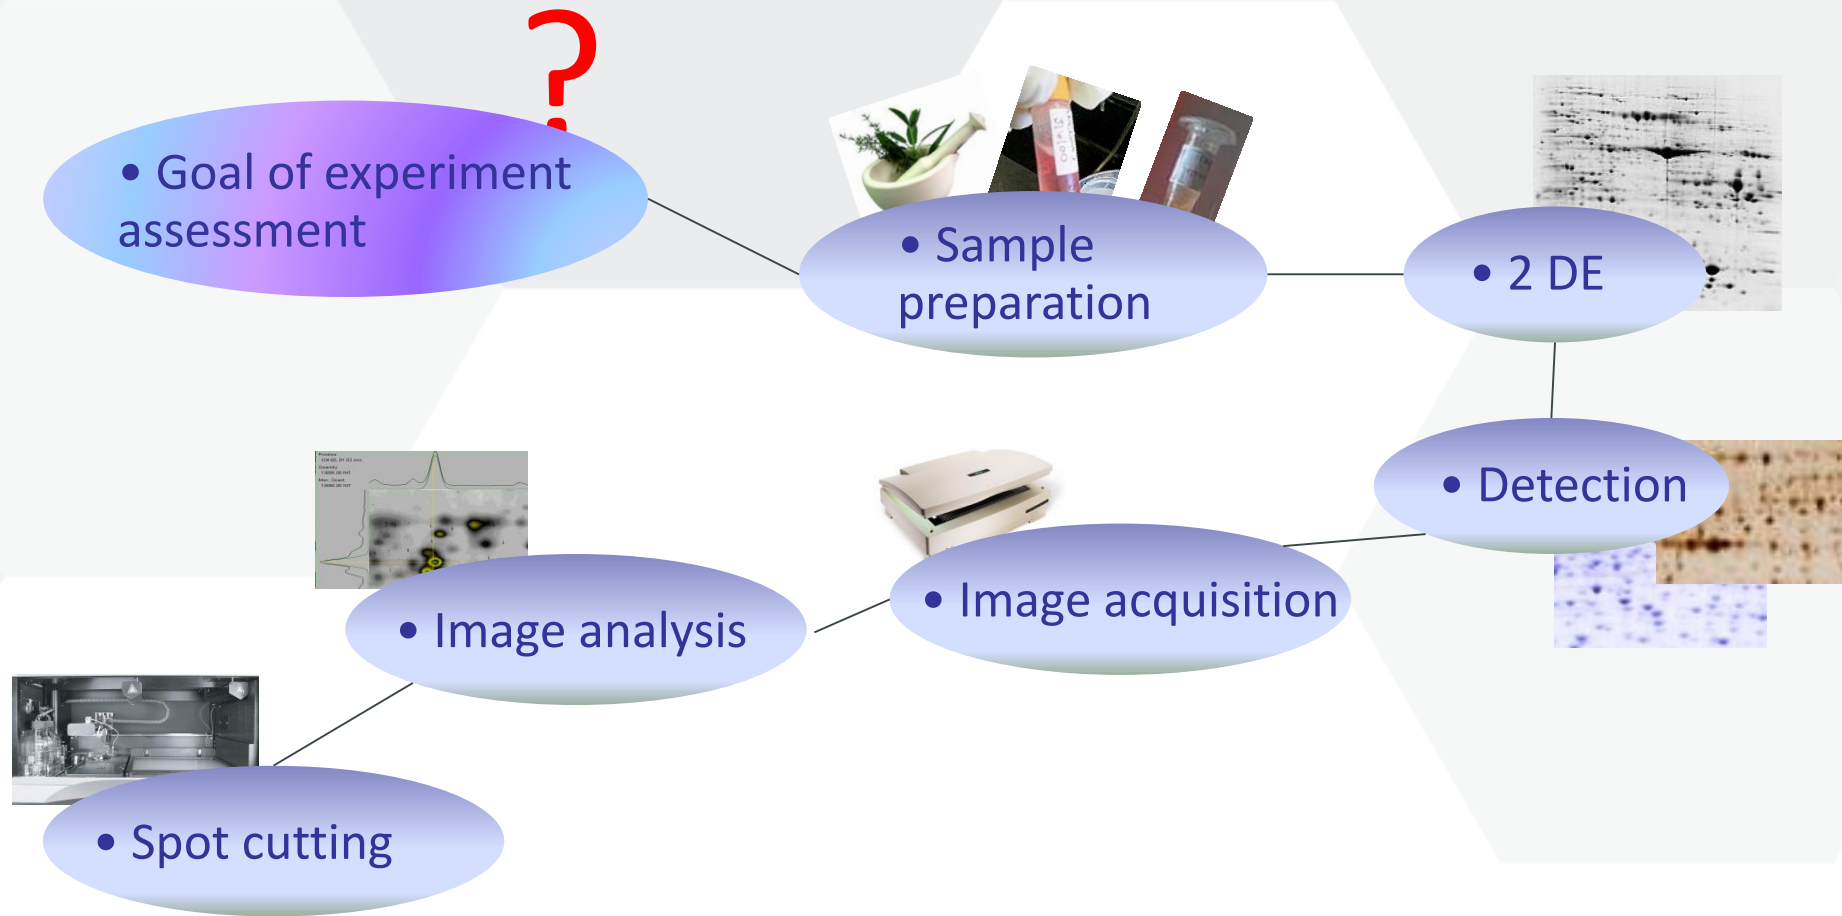 ?
• Goal of experiment
assessment
• Sample
preparation
• 2 DE
• Detection
• Image acquisition
• Image analysis
• Spot cutting